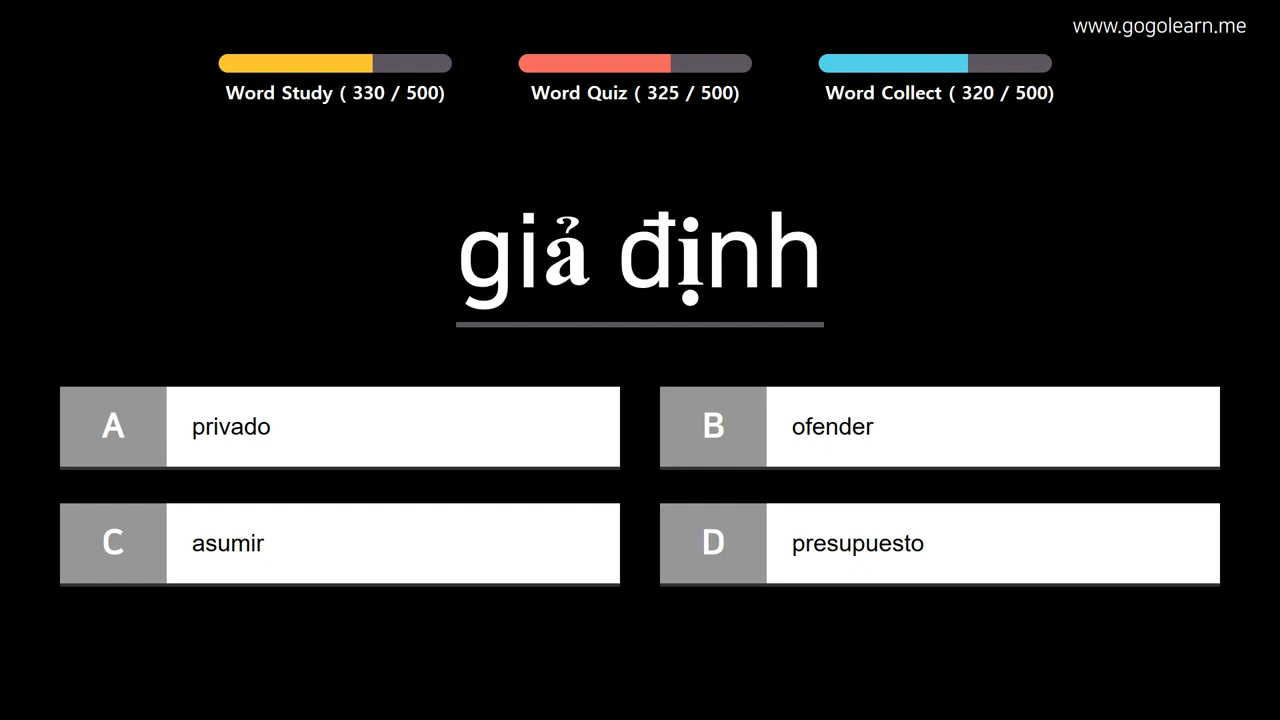 www.gogolearn.me
Word Study ( 330 / 500)
Word Quiz ( 325 / 500)
Word Collect ( 320 / 500)
giả định
A privado
B ofender
C asumir
D presupuesto